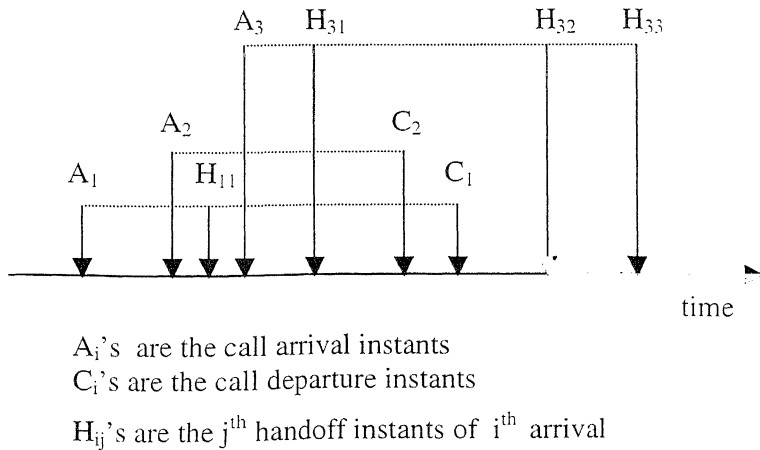 A₃ H₃₁ H₃₂ H₃₃
A₂ C₂
A₁ H₁₁ C₁
time
Aᵢ's are the call arrival instants
Cᵢ's are the call departure instants
Hᵢⱼ's are the jᵗʰ handoff instants of iᵗʰ arrival